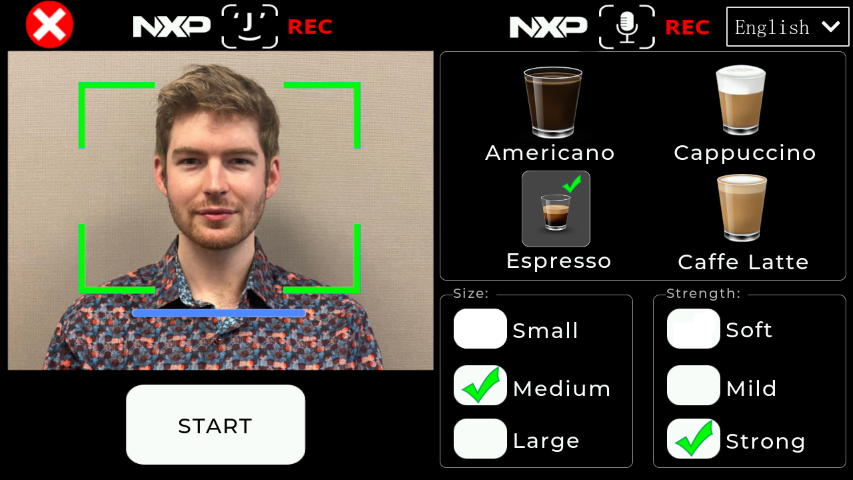 NXP REC
NXP REC
English
Americano
Cappuccino
Espresso
Caffe Latte
Size:
Small
Medium
Large
Strength:
Soft
Mild
Strong
START